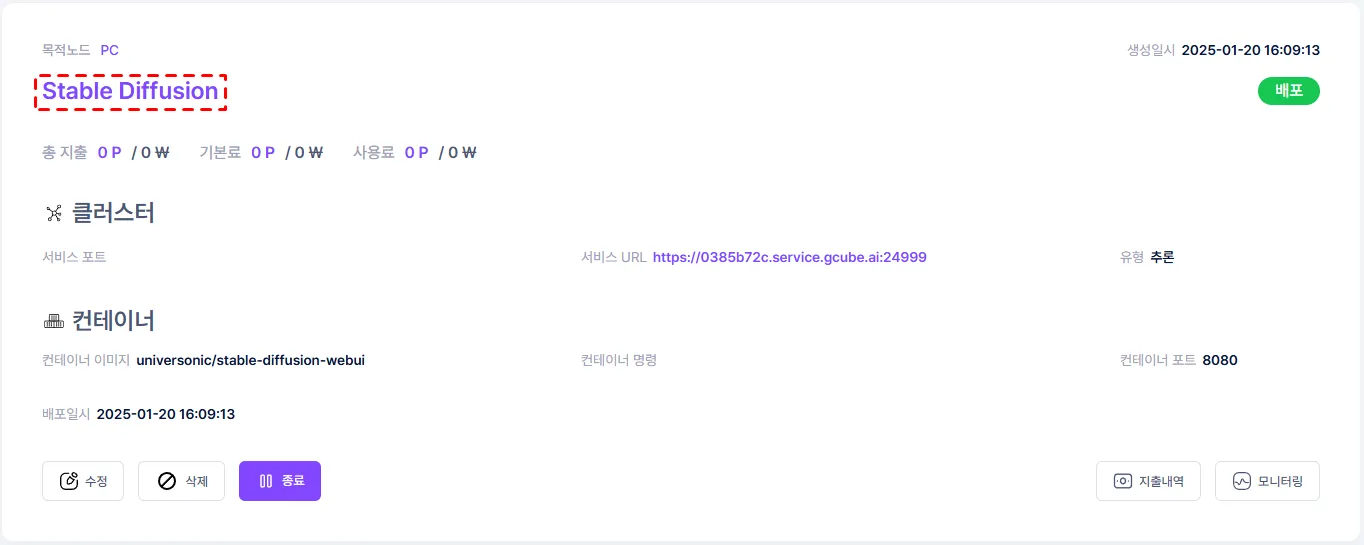 목적노드 PC 생성일시 2025-01-20 16:09:13
Stable Diffusion 배포
총 지출 0 P / 0 ₩ 기본료 0 P / 0 ₩ 사용료 0 P / 0 ₩
클러스터
서비스 포트 서비스 URL https://0385b72c.service.gcube.ai:24999 유형 추론
컨테이너
컨테이너 이미지 universonic/stable-diffusion-webui 컨테이너 명령 컨테이너 포트 8080
배포일시 2025-01-20 16:09:13
수정 삭제 종료 지출내역 모니터링